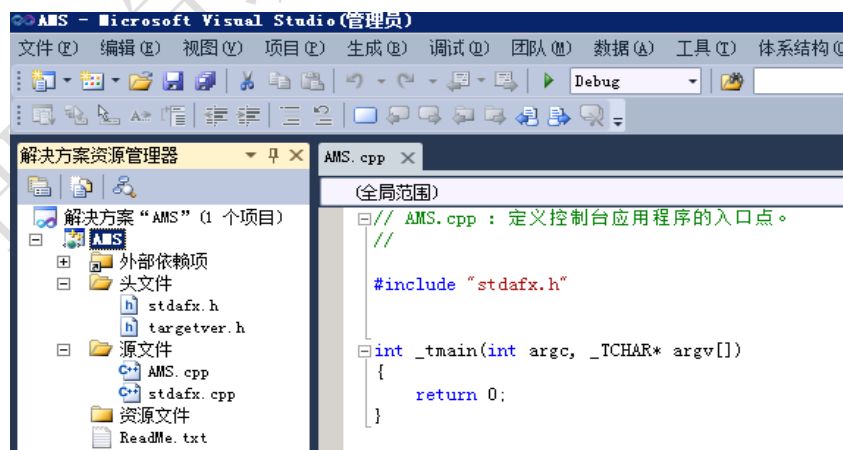 AMS - Microsoft Visual Studio(管理员)
文件(F) 编辑(E) 视图(V) 项目(P) 生成(B) 调试(D) 团队(M) 数据(A) 工具(T) 体系结构(C
Debug
解决方案资源管理器
AMS.cpp
(全局范围)
解决方案“AMS”(1 个项目)
AMS
外部依赖项
头文件
stdafx.h
targetver.h
源文件
AMS.cpp
stdafx.cpp
资源文件
ReadMe.txt
// AMS.cpp : 定义控制台应用程序的入口点。
//
#include "stdafx.h"
int _tmain(int argc, _TCHAR* argv[])
{
return 0;
}